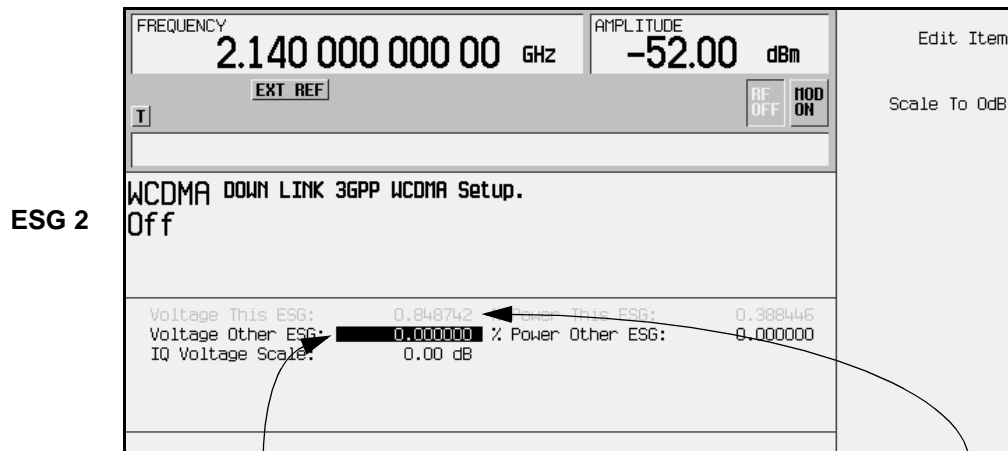 FREQUENCY
2.140 000 000 00 GHz
AMPLITUDE
-52.00 dBm
EXT REF
RF OFF
MOD ON
T
Edit Item
Scale To 0dB
ESG 2
WCDMA DOWN LINK 3GPP WCDMA Setup.
Off
Voltage This ESG: 0.848742 Power This ESG: 0.388446
Voltage Other ESG: 0.000000 % Power Other ESG: 0.000000
IQ Voltage Scale: 0.00 dB